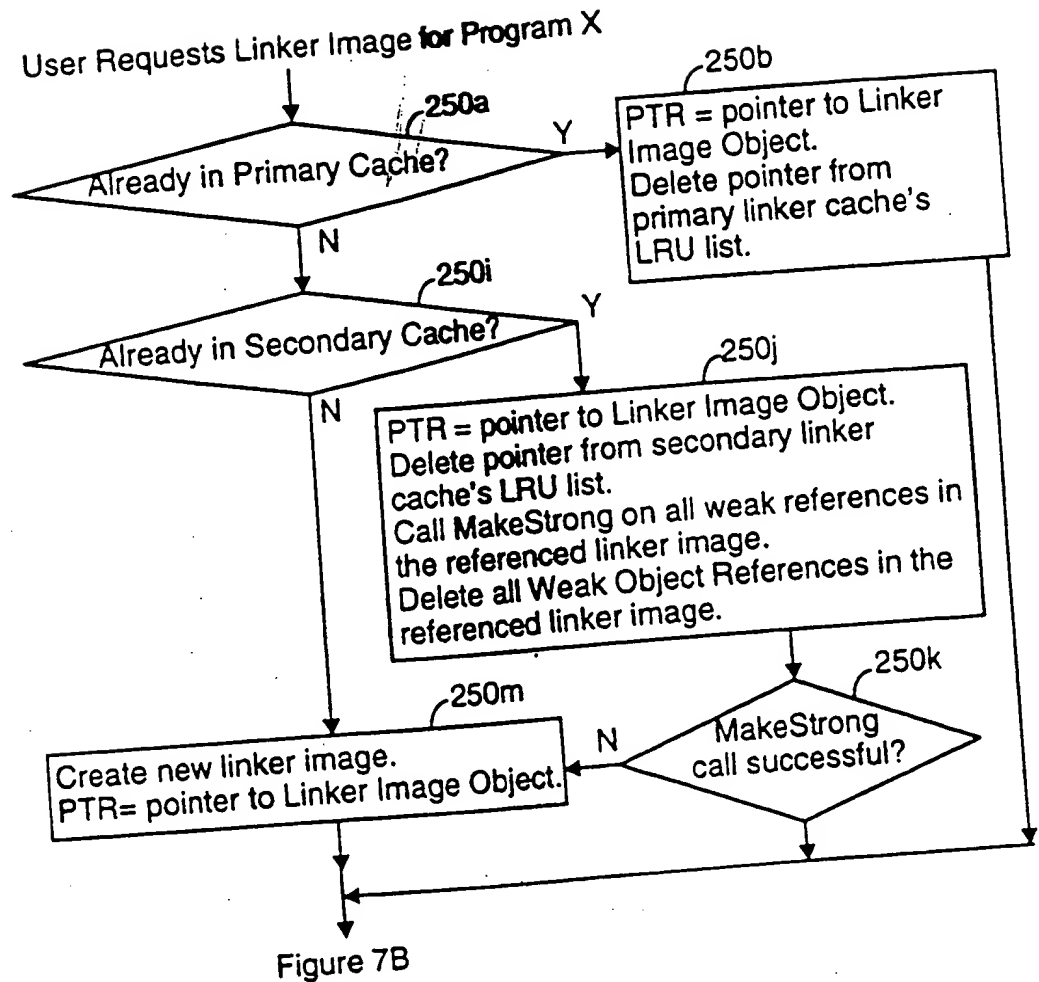 User Requests Linker Image for Program X
250a
Already in Primary Cache?
Y
N
250b
PTR = pointer to Linker
Image Object.
Delete pointer from
primary linker cache's
LRU list.
250i
Already in Secondary Cache?
Y
N
250j
PTR = pointer to Linker Image Object.
Delete pointer from secondary linker
cache's LRU list.
Call MakeStrong on all weak references in
the referenced linker image.
Delete all Weak Object References in the
referenced linker image.
250k
MakeStrong
call successful?
N
250m
Create new linker image.
PTR= pointer to Linker Image Object.
Figure 7B